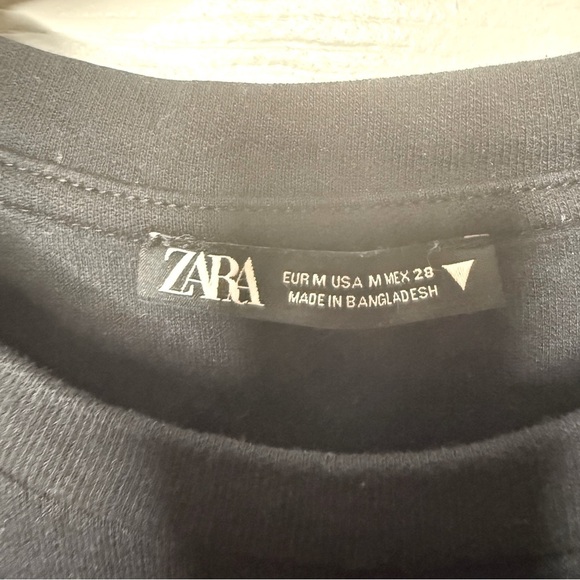 ZARA
EUR M USA M MEX 28
MADE IN BANGLADESH